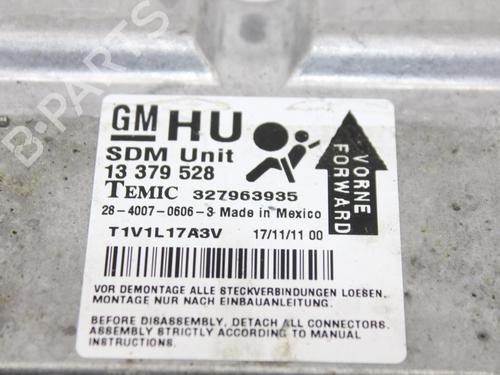 GM HU
SDM Unit
13 379 528
TEMIC 327963935
28-4007-0606-3 Made in Mexico
T1V1L17A3V 17/11/11 00
VORNE
FORWARD
VOR DEMONTAGE ALLE STECKVERBINDUNGEN LOESEN.
MONTAGE NUR NACH EINBAUANLEITUNG.
BEFORE DISASSEMBLY, DETACH ALL CONNECTORS.
ASSEMBLY STRICTLY ACCORDING TO MANUAL
INSTRUCTIONS.
B-PARTS